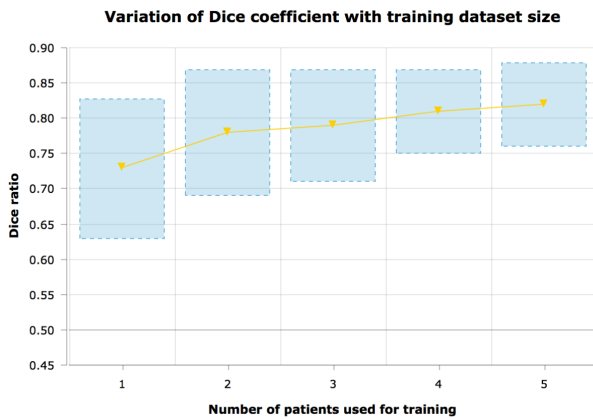 Variation of Dice coefficient with training dataset size
0.90
0.85
0.80
0.75
0.70
0.65
0.60
0.55
0.50
0.45
Dice ratio
1 2 3 4 5
Number of patients used for training